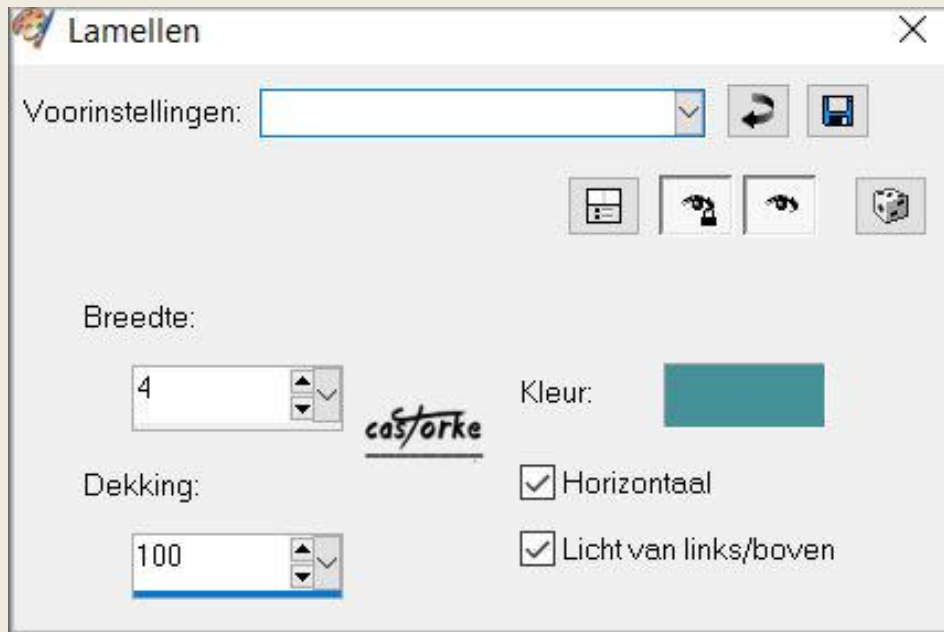 Lamellen
Voorinstellingen:
Breedte:
4
Kleur:
castorke
Dekking:
Horizontaal
100
Licht van links/boven